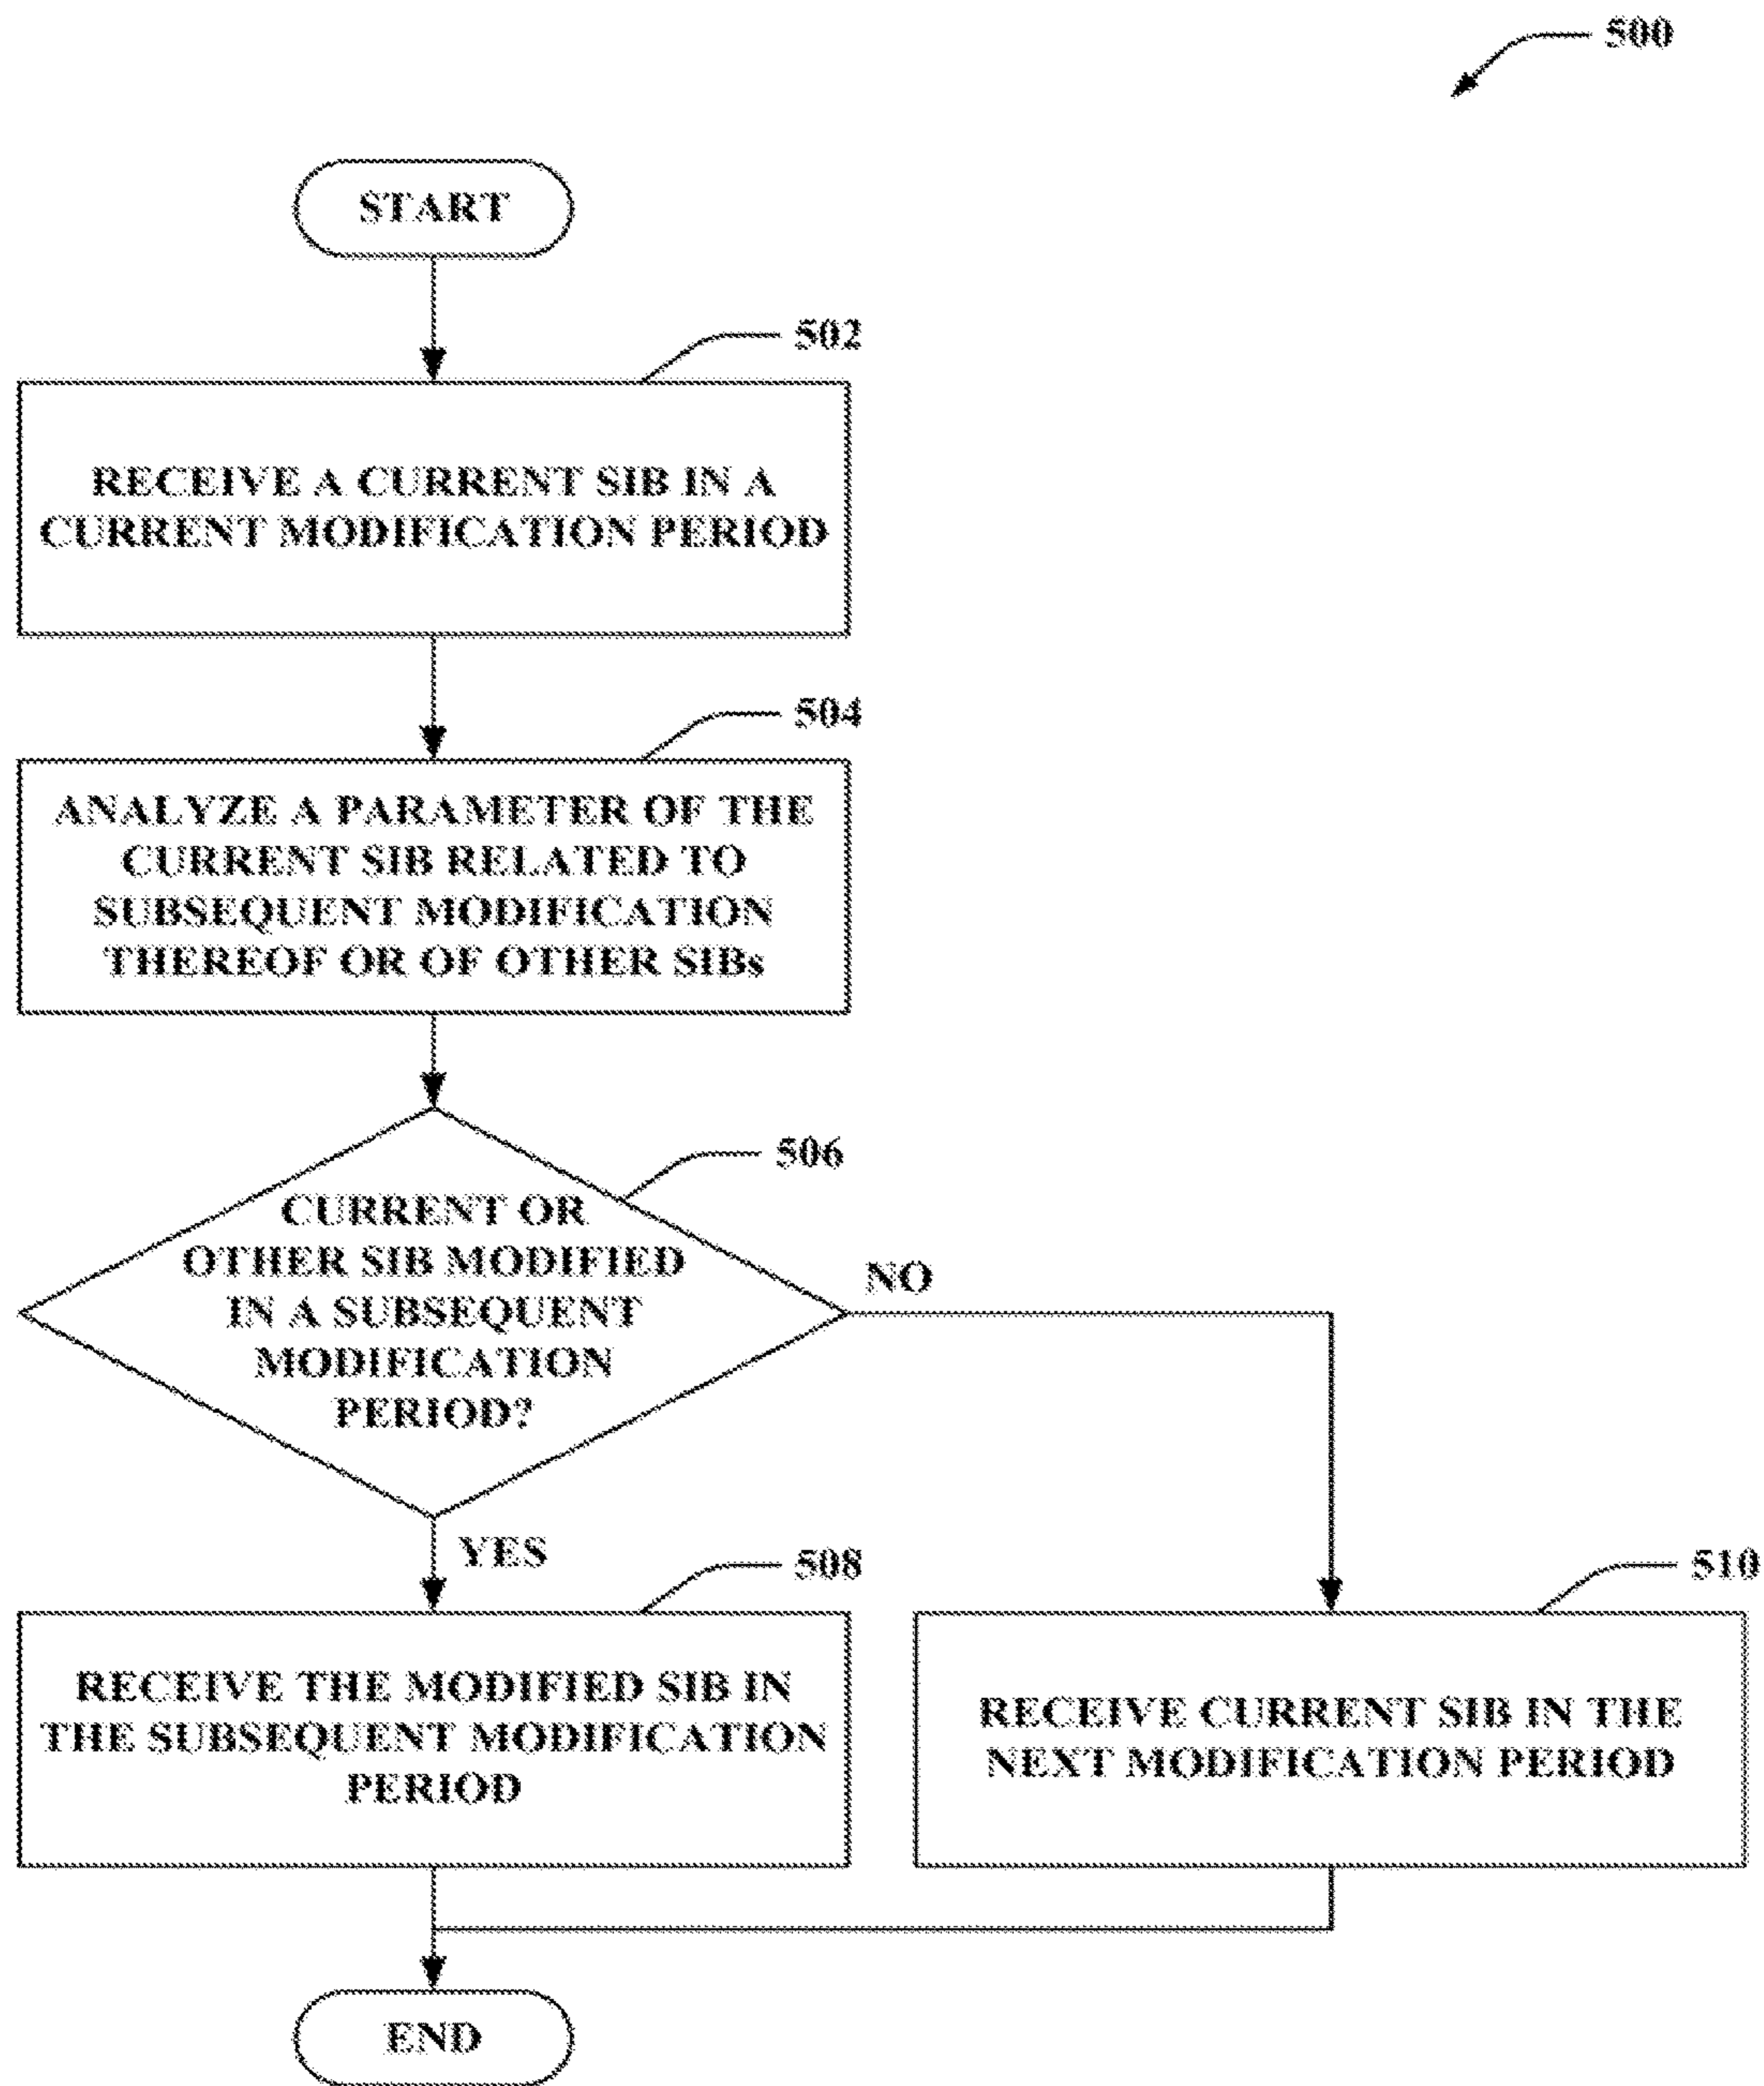 500
START
502
RECEIVE A CURRENT SIB IN A
CURRENT MODIFICATION PERIOD
504
ANALYZE A PARAMETER OF THE
CURRENT SIB RELATED TO
SUBSEQUENT MODIFICATION
THEREOF OR OF OTHER SIBs
506
CURRENT OR
OTHER SIB MODIFIED
IN A SUBSEQUENT
MODIFICATION
PERIOD?
NO
YES
508
RECEIVE THE MODIFIED SIB IN
THE SUBSEQUENT MODIFICATION
PERIOD
510
RECEIVE CURRENT SIB IN THE
NEXT MODIFICATION PERIOD
END